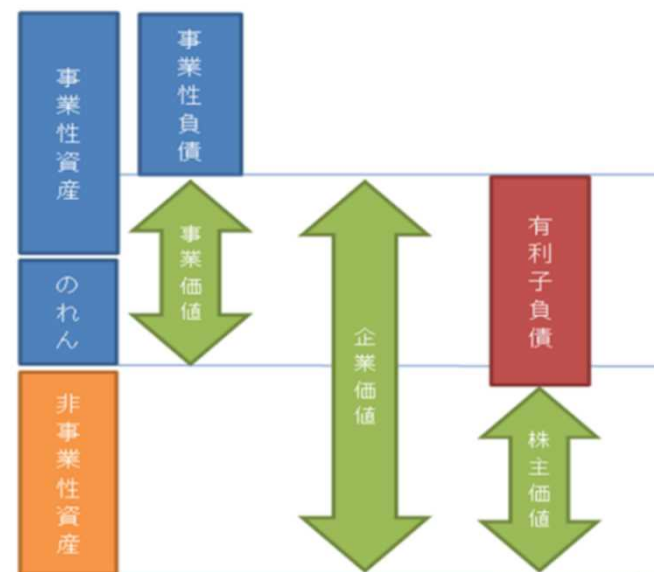 事業性資産
のれん
非事業性資産
事業性負債
事業価値
企業価値
有利子負債
株主価値